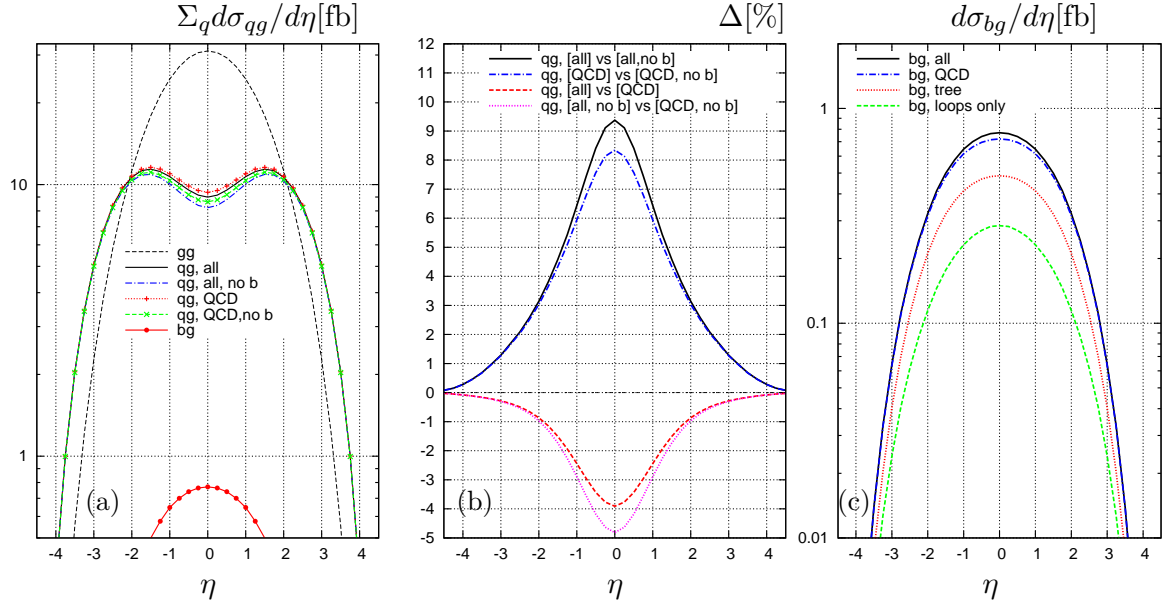 Σ_q dσ_qg/dη[fb]
10
1
gg
qg, all
qg, all, no b
qg, QCD
qg, QCD,no b
bg
(a)
-4 -3 -2 -1 0 1 2 3 4
η
Δ[%]
12
11
10
9
8
7
6
5
4
3
2
1
0
-1
-2
-3
-4
-5
qg, [all] vs [all,no b]
qg, [QCD] vs [QCD, no b]
qg, [all] vs [QCD]
qg, [all, no b] vs [QCD, no b]
(b)
-4 -3 -2 -1 0 1 2 3 4
η
dσ_bg/dη[fb]
1
0.1
0.01
bg, all
bg, QCD
bg, tree
bg, loops only
(c)
-4 -3 -2 -1 0 1 2 3 4
η